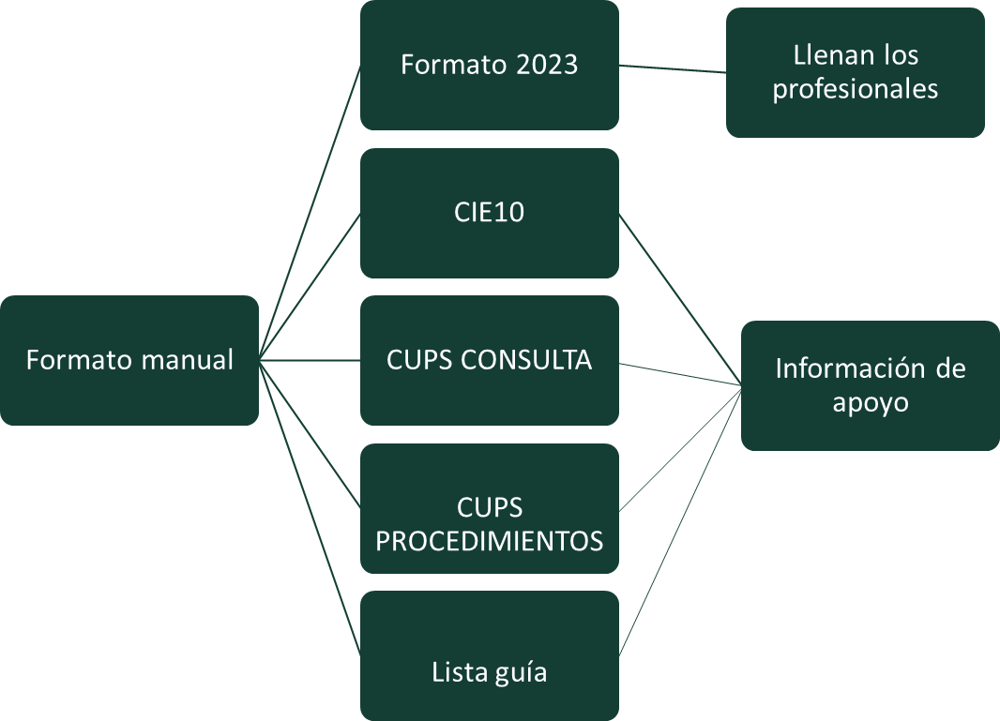 Formato manual
Formato 2023
CIE10
CUPS CONSULTA
CUPS
PROCEDIMIENTOS
Lista guía
Llenan los
profesionales
Información de
apoyo